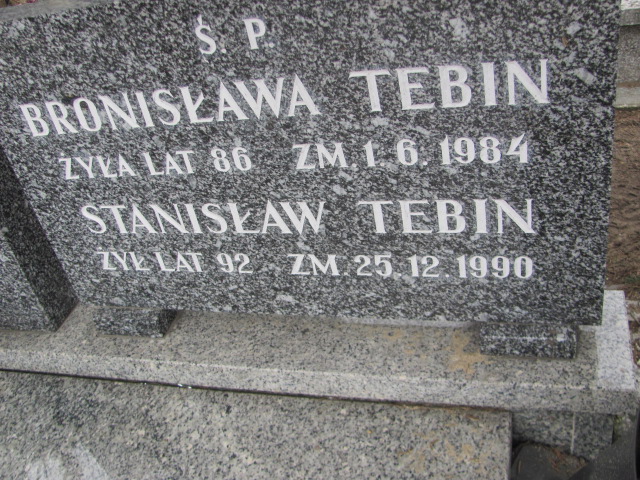 Ś. P.
BRONISŁAWA TEBIN
ŻYŁA LAT 86 ZM. 1. 6. 1984
STANISŁAW TEBIN
ŻYŁ LAT 92 ZM. 25. 12. 1990